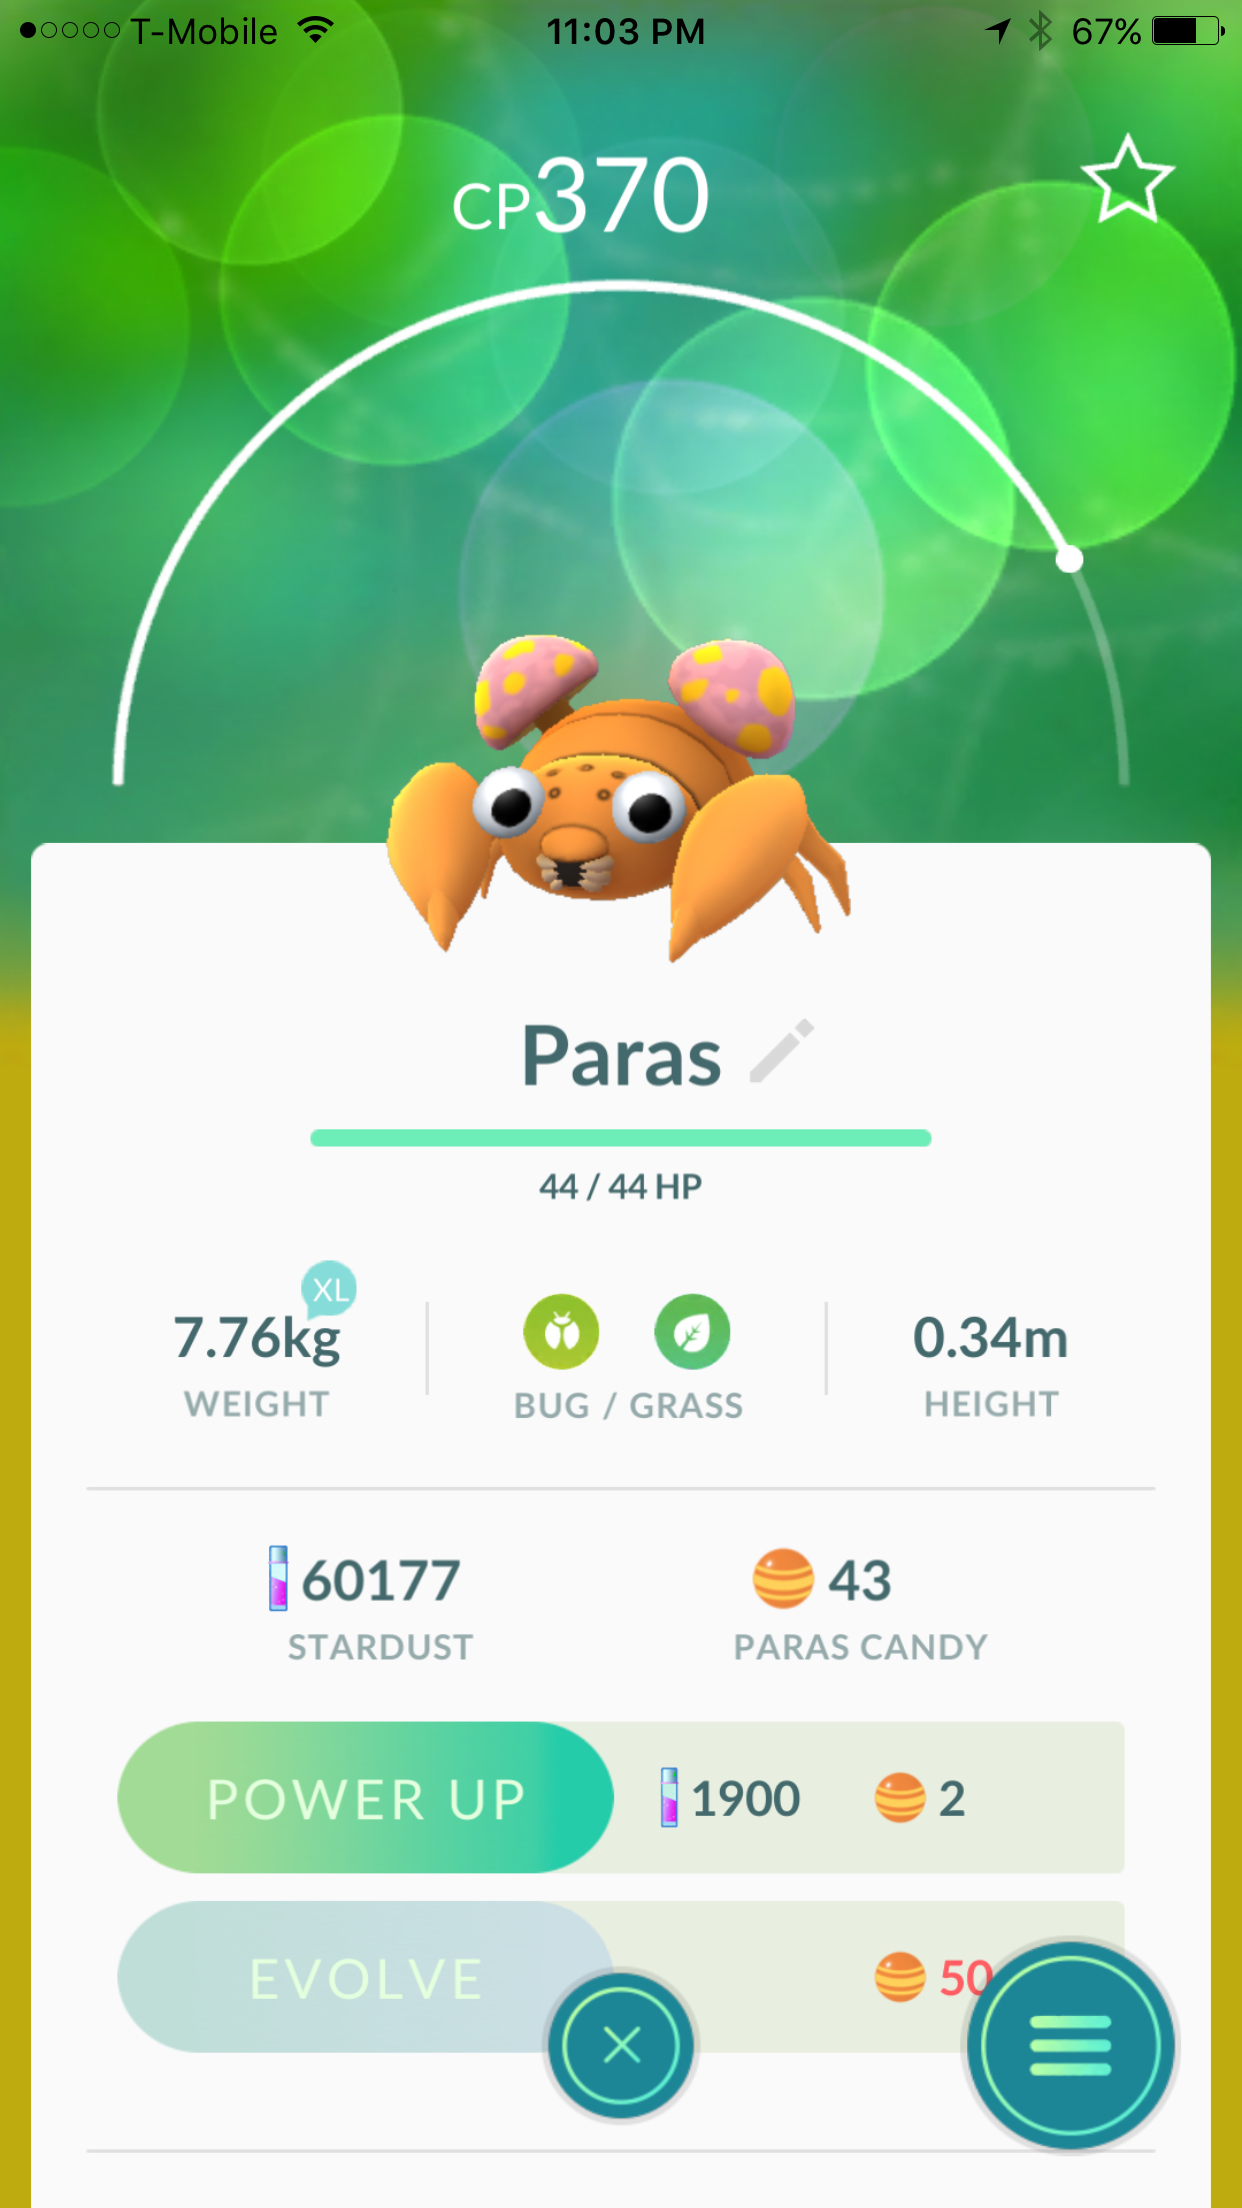 T-Mobile 11:03 PM 67%
CP370
Paras
44 / 44 HP
XL
7.76kg 0.34m
WEIGHT BUG / GRASS HEIGHT
60177 43
STARDUST PARAS CANDY
POWER UP 1900 2
EVOLVE 50